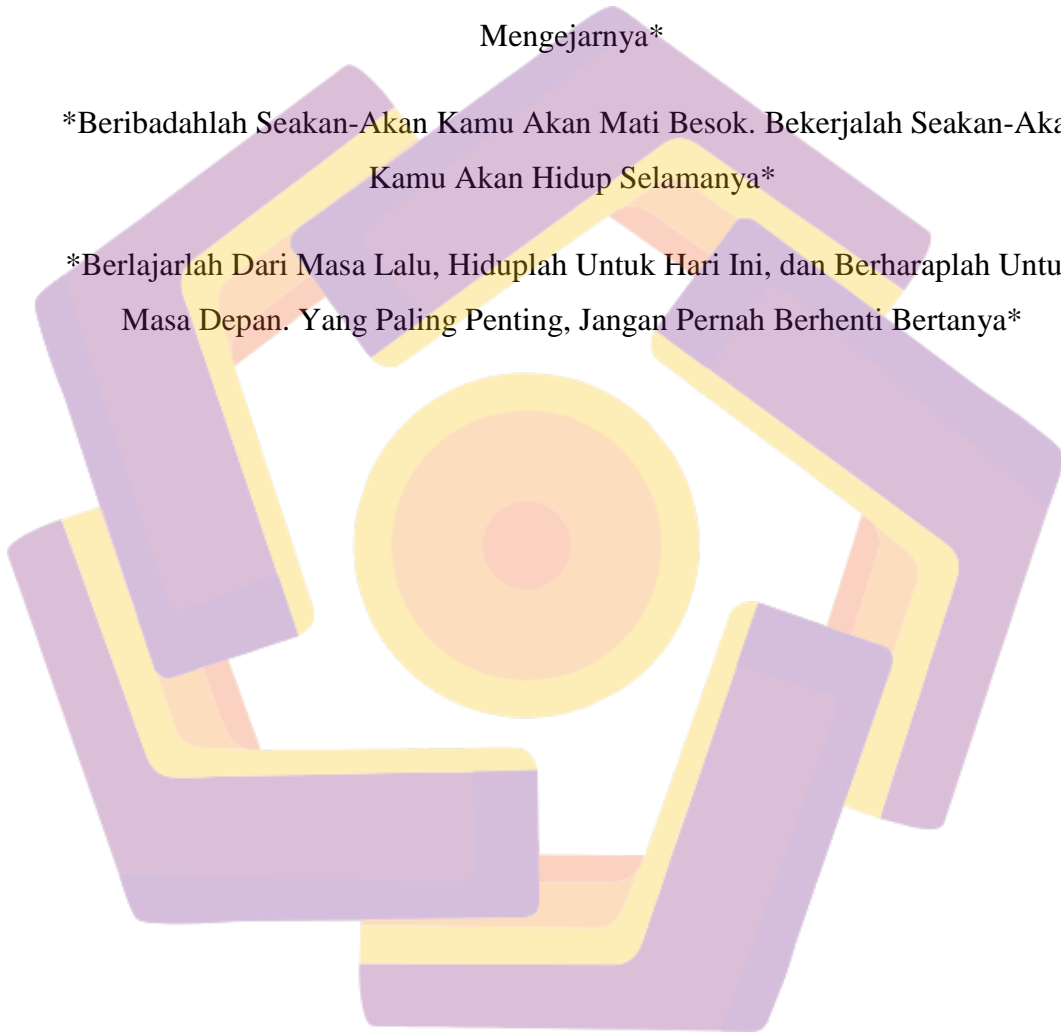 Mengejarnya*
*Beribadahlah Seakan-Akan Kamu Akan Mati Besok. Bekerjalah Seakan-Aka
Kamu Akan Hidup Selamanya*
*Berlajarlah Dari Masa Lalu, Hiduplah Untuk Hari Ini, dan Berharaplah Untu
Masa Depan. Yang Paling Penting, Jangan Pernah Berhenti Bertanya*